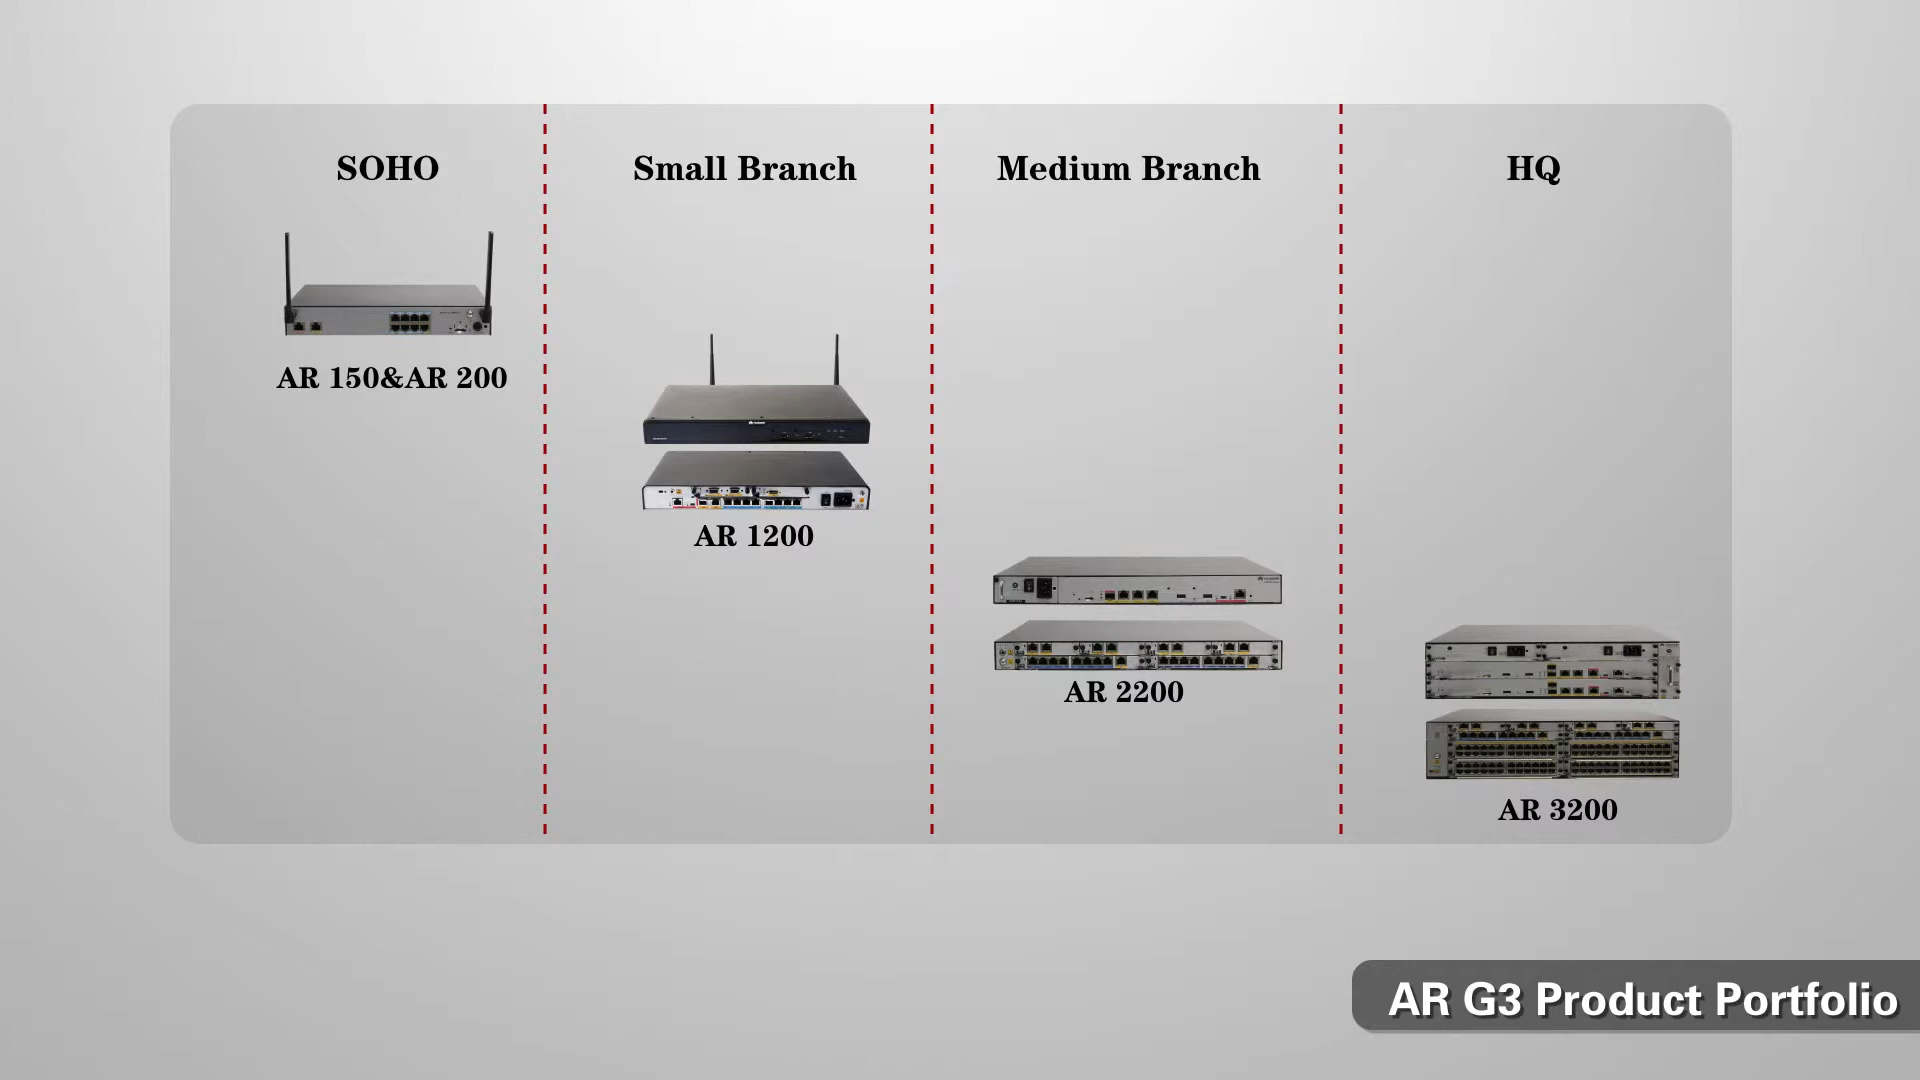 SOHO
Small Branch
Medium Branch
HQ
AR 150&AR 200
AR 1200
AR 2200
AR 3200
AR G3 Product Portfolio